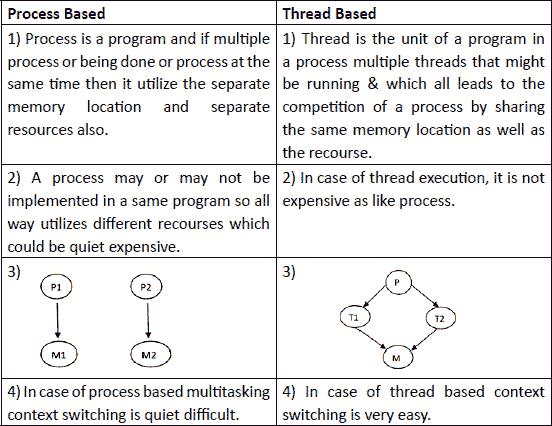 Process Based
Thread Based
1) Process is a program and if multiple
process or being done or process at the
same time then it utilize the separate
memory location and separate
resources also.
1) Thread is the unit of a program in
a process multiple threads that might
be running & which all leads to the
competition of a process by sharing
the same memory location as well as
the recourse.
2) A process may or may not be
implemented in a same program so all
way utilizes different recourses which
could be quiet expensive.
2) In case of thread execution, it is not
expensive as like process.
3)
P1
P2
M1
M2
3)
P
T1
T2
M
4) In case of process based multitasking
context switching is quiet difficult.
4) In case of thread based context
switching is very easy.